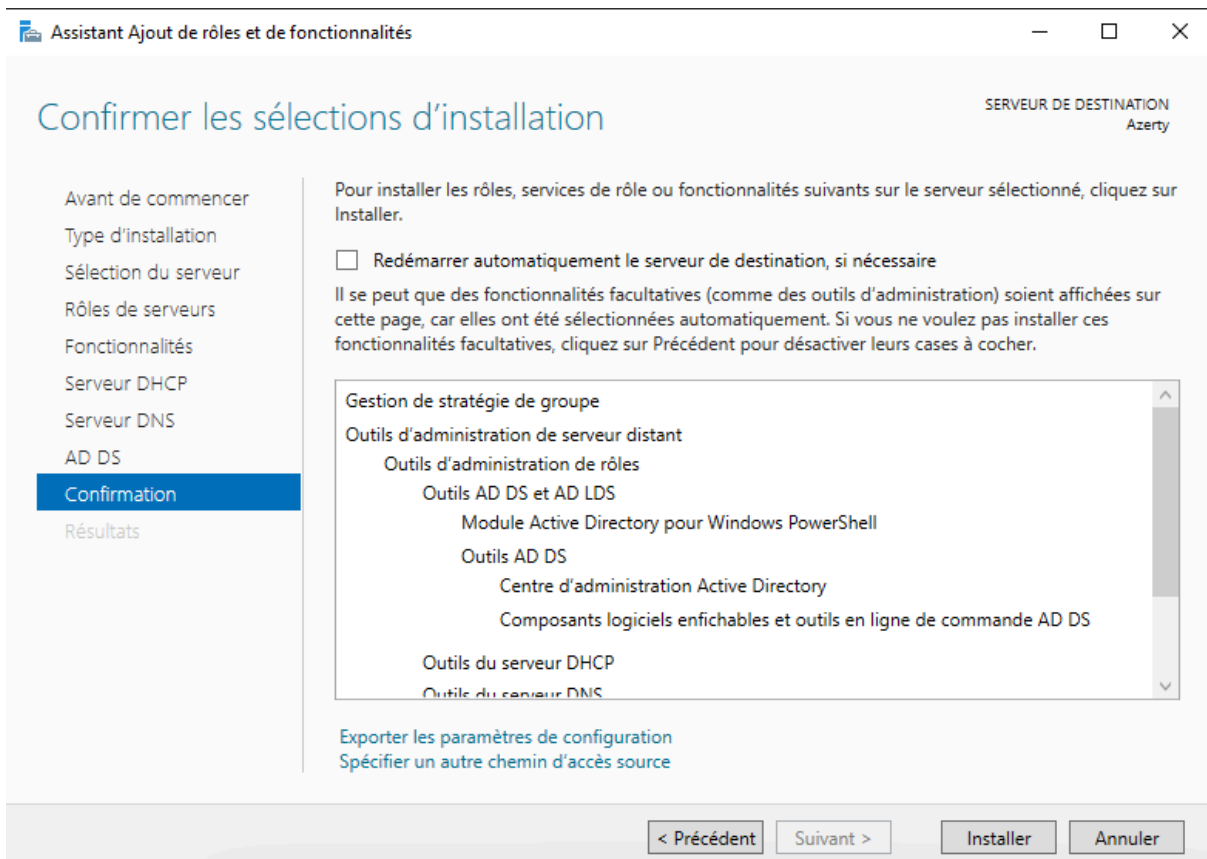 Assistant Ajout de rôles et de fonctionnalités
Confirmer les sélections d'installation
SERVEUR DE DESTINATION
Azerty
Avant de commencer
Type d'installation
Sélection du serveur
Rôles de serveurs
Fonctionnalités
Serveur DHCP
Serveur DNS
AD DS
Confirmation
Résultats
Pour installer les rôles, services de rôle ou fonctionnalités suivants sur le serveur sélectionné, cliquez sur
Installer.
Redémarrer automatiquement le serveur de destination, si nécessaire
Il se peut que des fonctionnalités facultatives (comme des outils d'administration) soient affichées sur
cette page, car elles ont été sélectionnées automatiquement. Si vous ne voulez pas installer ces
fonctionnalités facultatives, cliquez sur Précédent pour désactiver leurs cases à cocher.
Gestion de stratégie de groupe
Outils d'administration de serveur distant
Outils d'administration de rôles
Outils AD DS et AD LDS
Module Active Directory pour Windows PowerShell
Outils AD DS
Centre d'administration Active Directory
Composants logiciels enfichables et outils en ligne de commande AD DS
Outils du serveur DHCP
Outils du serveur DNS
Exporter les paramètres de configuration
Spécifier un autre chemin d'accès source
< Précédent
Suivant >
Installer
Annuler